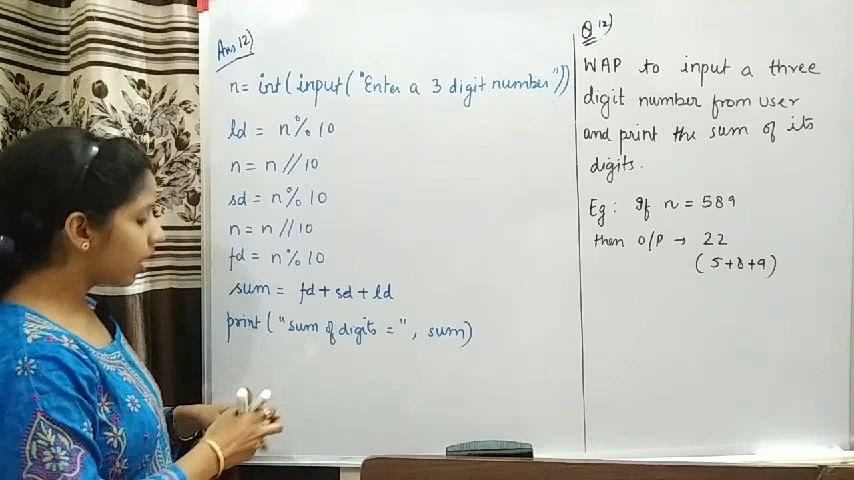 Ans 12)
n = int(input("Enter a 3 digit number"))
ld = n%10
n = n//10
sd = n%10
n = n//10
fd = n%10
sum = fd+sd+ld
print("sum of digits =", sum)
Q 12)
WAP to input a three
digit number from user
and print the sum of its
digits.
Eg: If n = 589
then O/P → 22
(5+8+9)